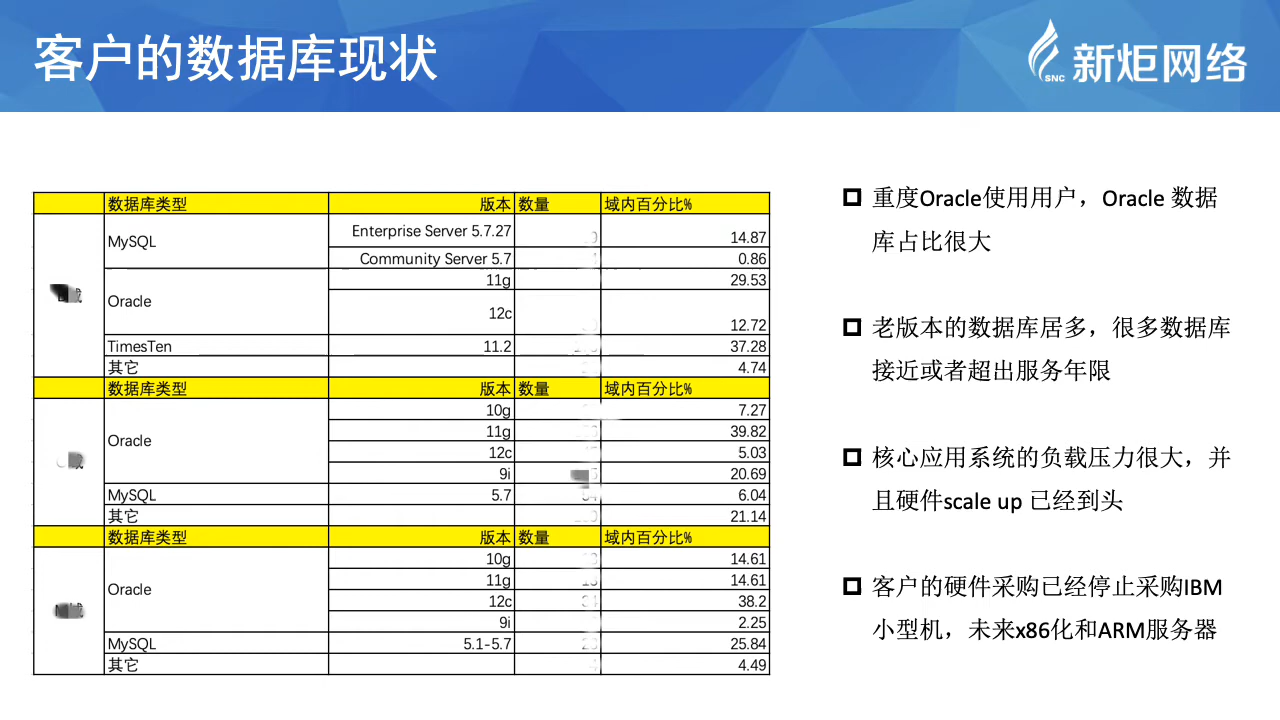 客户的数据库现状
SNC 新炬网络
数据库类型 版本 数量 域内百分比%
MySQL Enterprise Server 5.7.27 14.87
Community Server 5.7 0.86
Oracle 11g 29.53
12c 12.72
TimesTen 11.2 37.28
其它 4.74
数据库类型 版本 数量 域内百分比%
Oracle 10g 7.27
11g 39.82
12c 5.03
9i 20.69
MySQL 5.7 6.04
其它 21.14
数据库类型 版本 数量 域内百分比%
Oracle 10g 14.61
11g 14.61
12c 38.2
9i 2.25
MySQL 5.1-5.7 25.84
其它 4.49
重度Oracle使用用户，Oracle 数据
库占比很大
老版本的数据库居多，很多数据库
接近或者超出服务年限
核心应用系统的负载压力很大，并
且硬件scale up 已经到头
客户的硬件采购已经停止采购IBM
小型机，未来x86化和ARM服务器